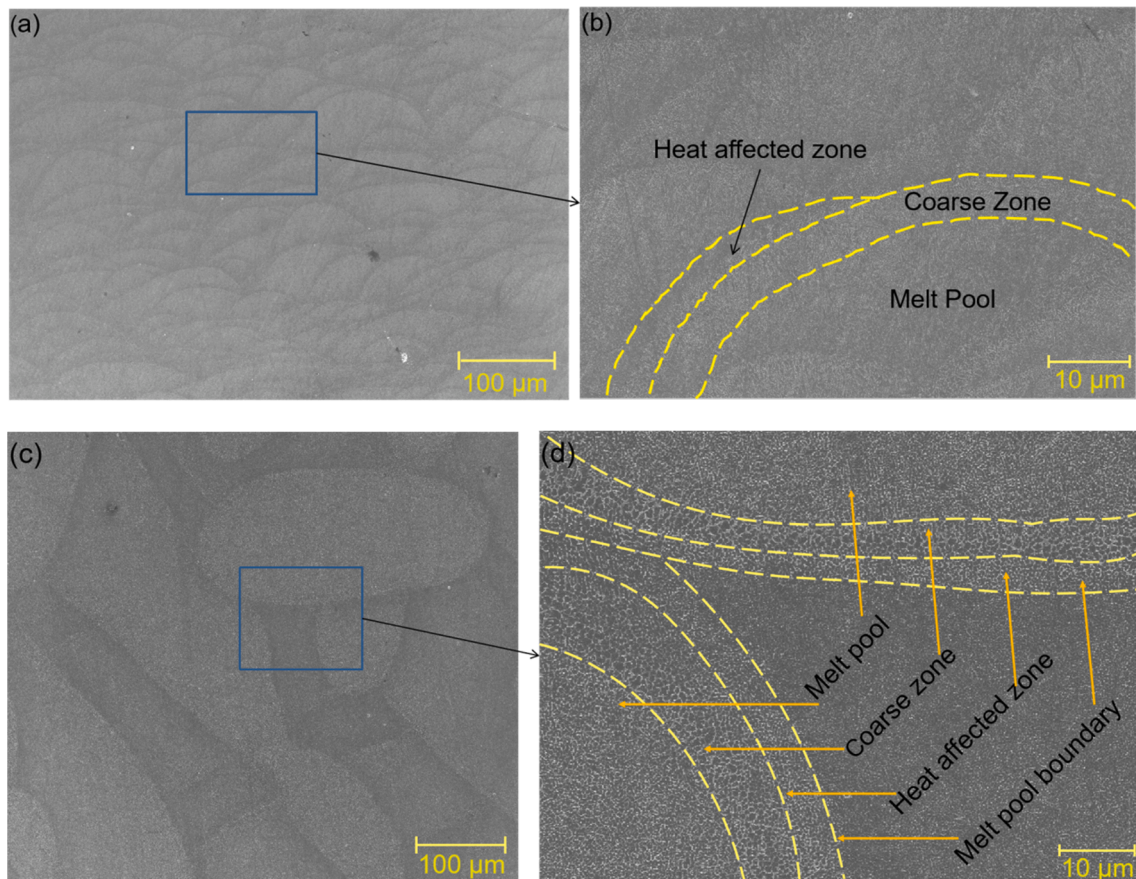 (a)
100 µm
(b)
Heat affected zone
Coarse Zone
Melt Pool
10 µm
(c)
100 µm
(d)
Melt pool
Coarse zone
Heat affected zone
Melt pool boundary
10 µm